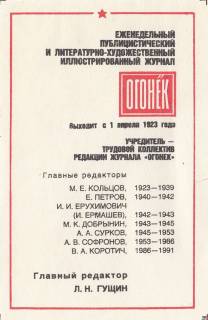 ЕЖЕНЕДЕЛЬНЫЙ
ПУБЛИЦИСТИЧЕСКИЙ
И ЛИТЕРАТУРНО-ХУДОЖЕСТВЕННЫЙ
ИЛЛЮСТРИРОВАННЫЙ ЖУРНАЛ
ОГОНЁК
Выходит с 1 апреля 1923 года
УЧРЕДИТЕЛЬ —
ТРУДОВОЙ КОЛЛЕКТИВ
РЕДАКЦИИ ЖУРНАЛА «ОГОНЕК»
Главные редакторы
М. Е. КОЛЬЦОВ, 1923—1939
Е. ПЕТРОВ, 1940—1942
И. И. ЕРУХИМОВИЧ
(И. ЕРМАШЕВ), 1942—1943
М. К. ДОБРЫНИН, 1943—1945
А. А. СУРКОВ, 1945—1953
А. В. СОФРОНОВ, 1953—1986
В. А. КОРОТИЧ, 1986—1991
Главный редактор
Л. Н. ГУЩИН